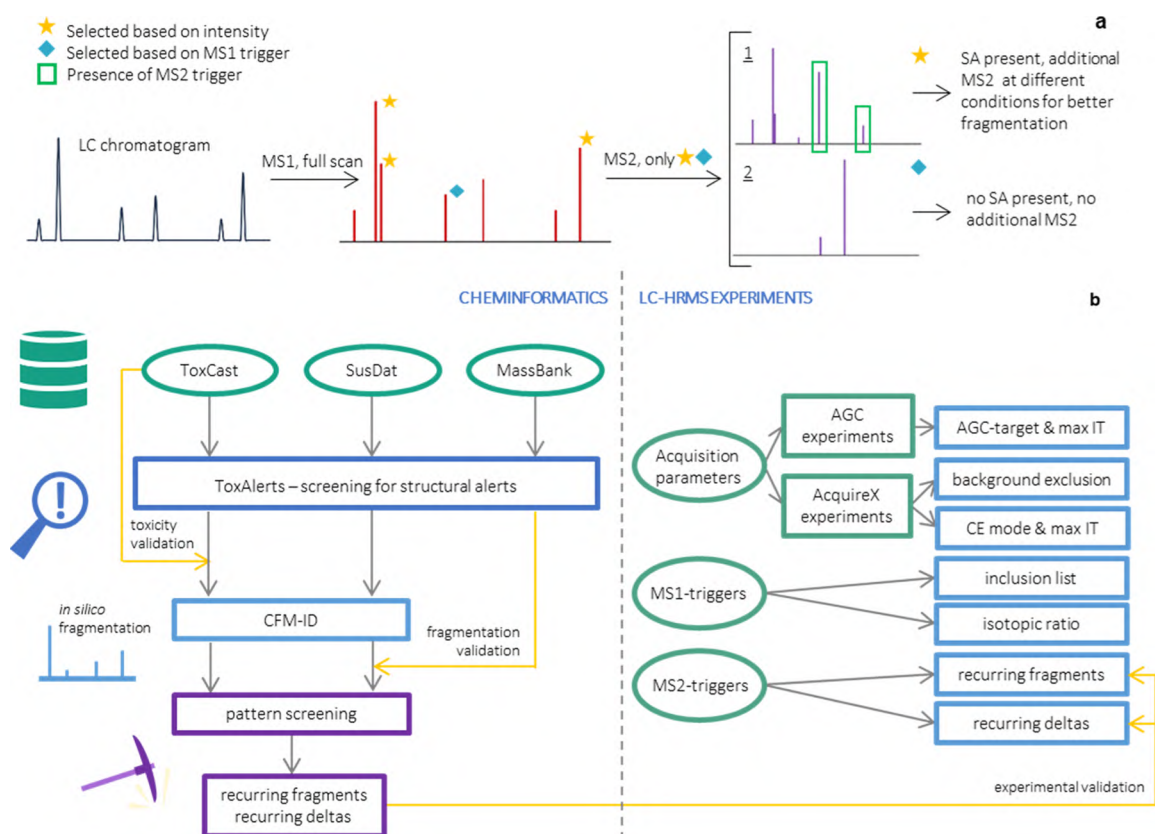 a
Selected based on intensity
Selected based on MS1 trigger
Presence of MS2 trigger
LC chromatogram
MS1, full scan
MS2, only
1
SA present, additional
MS2 at different
conditions for better
fragmentation
2
no SA present, no
additional MS2
CHEMINFORMATICS
LC-HRMS EXPERIMENTS
b
ToxCast
SusDat
MassBank
ToxAlerts – screening for structural alerts
toxicity
validation
in silico
fragmentation
CFM-ID
fragmentation
validation
pattern screening
recurring fragments
recurring deltas
Acquisition
parameters
AGC
experiments
AGC-target & max IT
AcquireX
experiments
background exclusion
CE mode & max IT
MS1-triggers
inclusion list
isotopic ratio
MS2-triggers
recurring fragments
recurring deltas
experimental validation